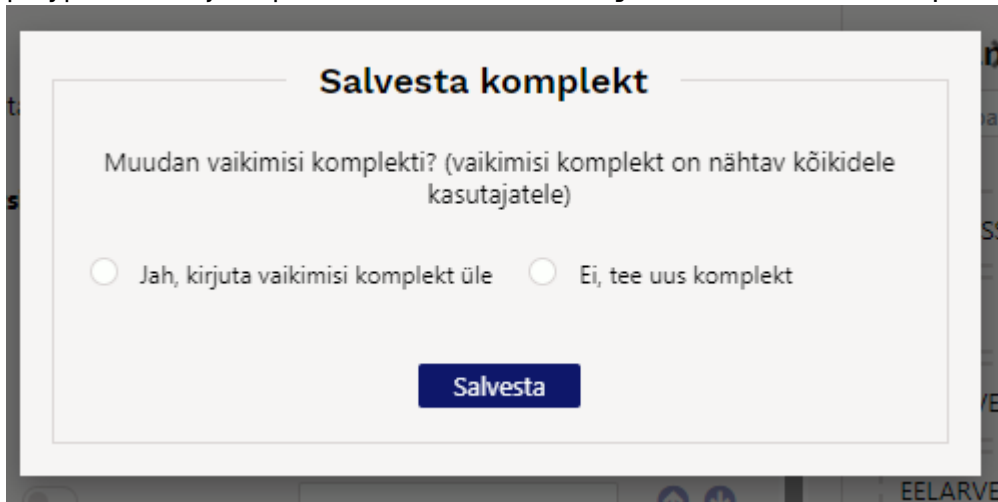 Salvesta komplekt
Muudan vaikimisi komplekti? (vaikimisi komplekt on nähtav kõikidele
kasutajatele)
Jah, kirjuta vaikimisi komplekt üle
Ei, tee uus komplekt
Salvesta